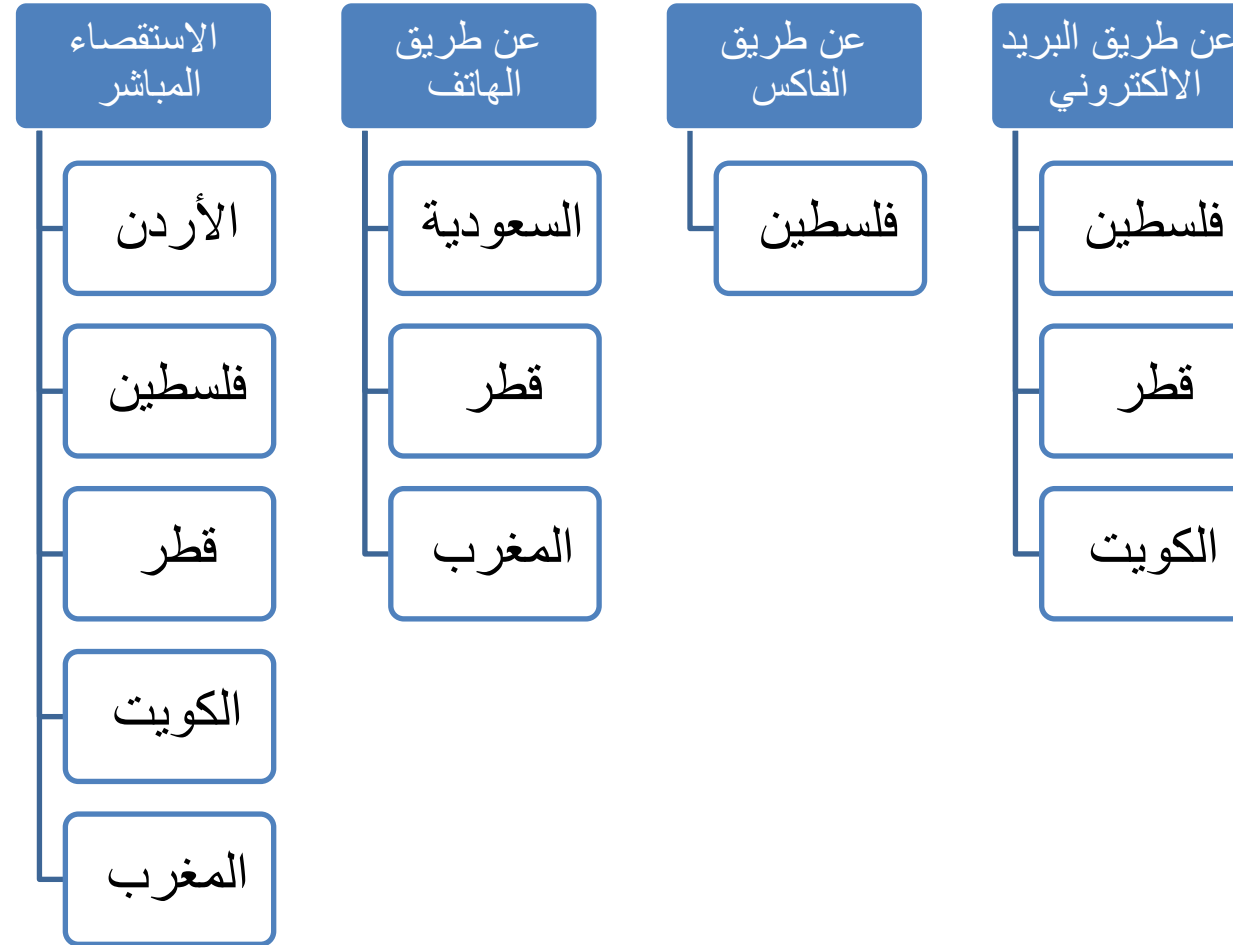 الاستقصاء
المباشر
الأردن
فلسطين
قطر
الكويت
المغرب
عن طريق
الهاتف
السعودية
قطر
المغرب
عن طريق
الفاكس
فلسطين
عن طريق البريد
الالكتروني
فلسطين
قطر
الكويت